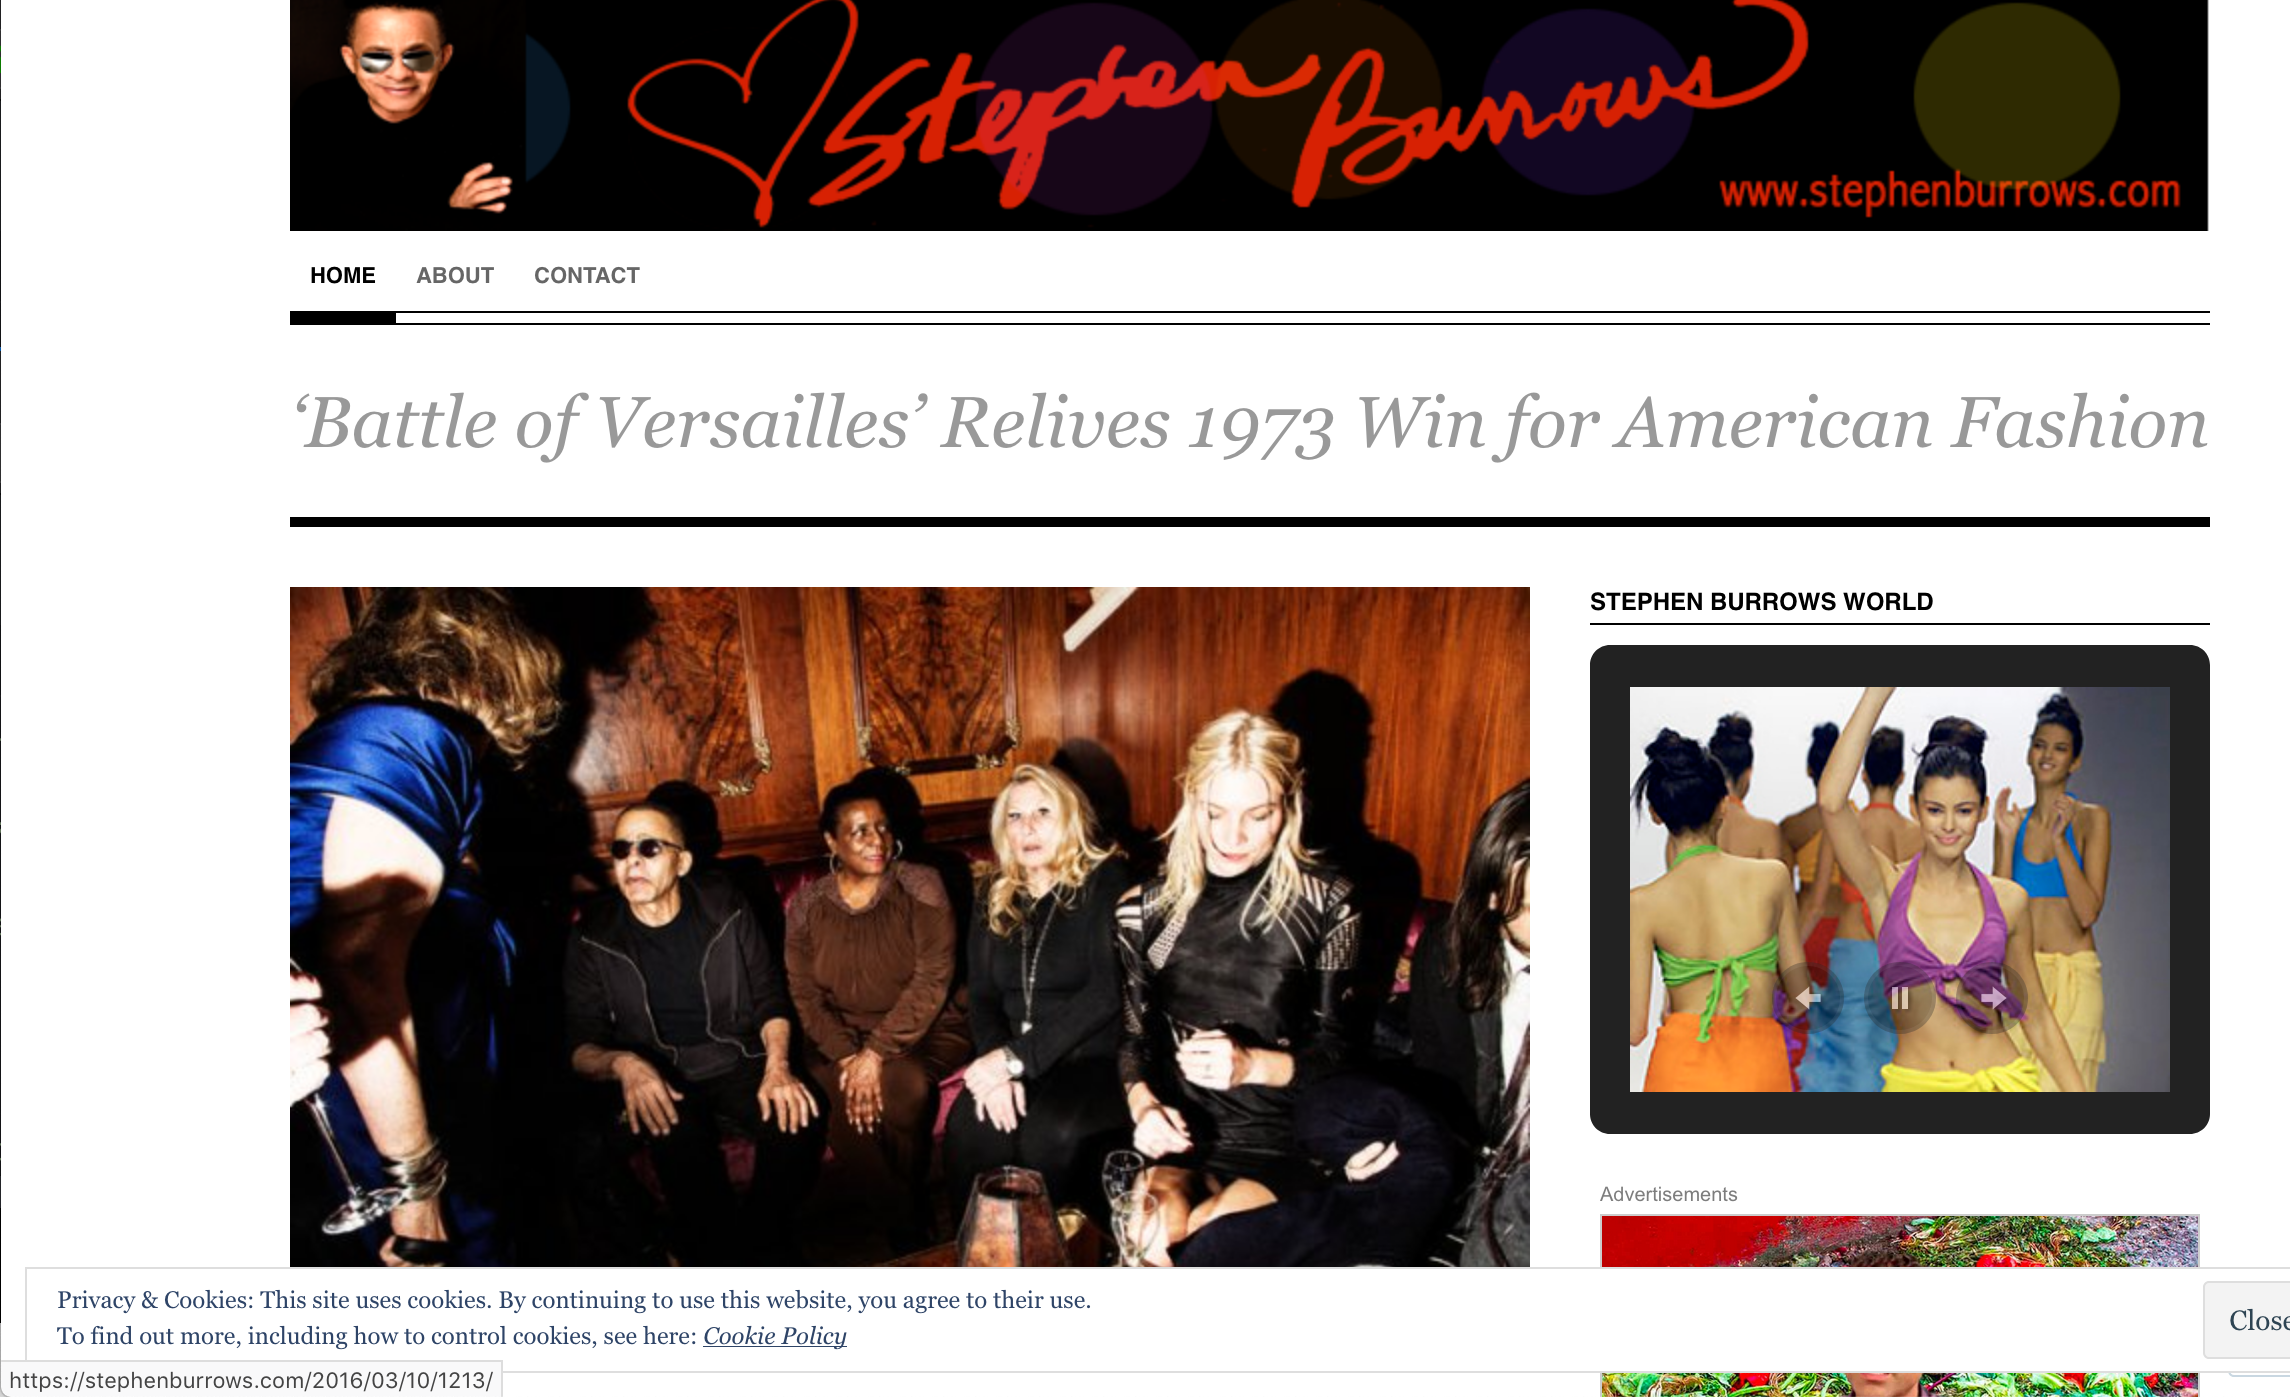 Stephen Burrows
www.stephenburrows.com
HOME ABOUT CONTACT
‘Battle of Versailles’ Relives 1973 Win for American Fashion
STEPHEN BURROWS WORLD
Advertisements
Privacy & Cookies: This site uses cookies. By continuing to use this website, you agree to their use.
To find out more, including how to control cookies, see here: Cookie Policy
Close
https://stephenburrows.com/2016/03/10/1213/